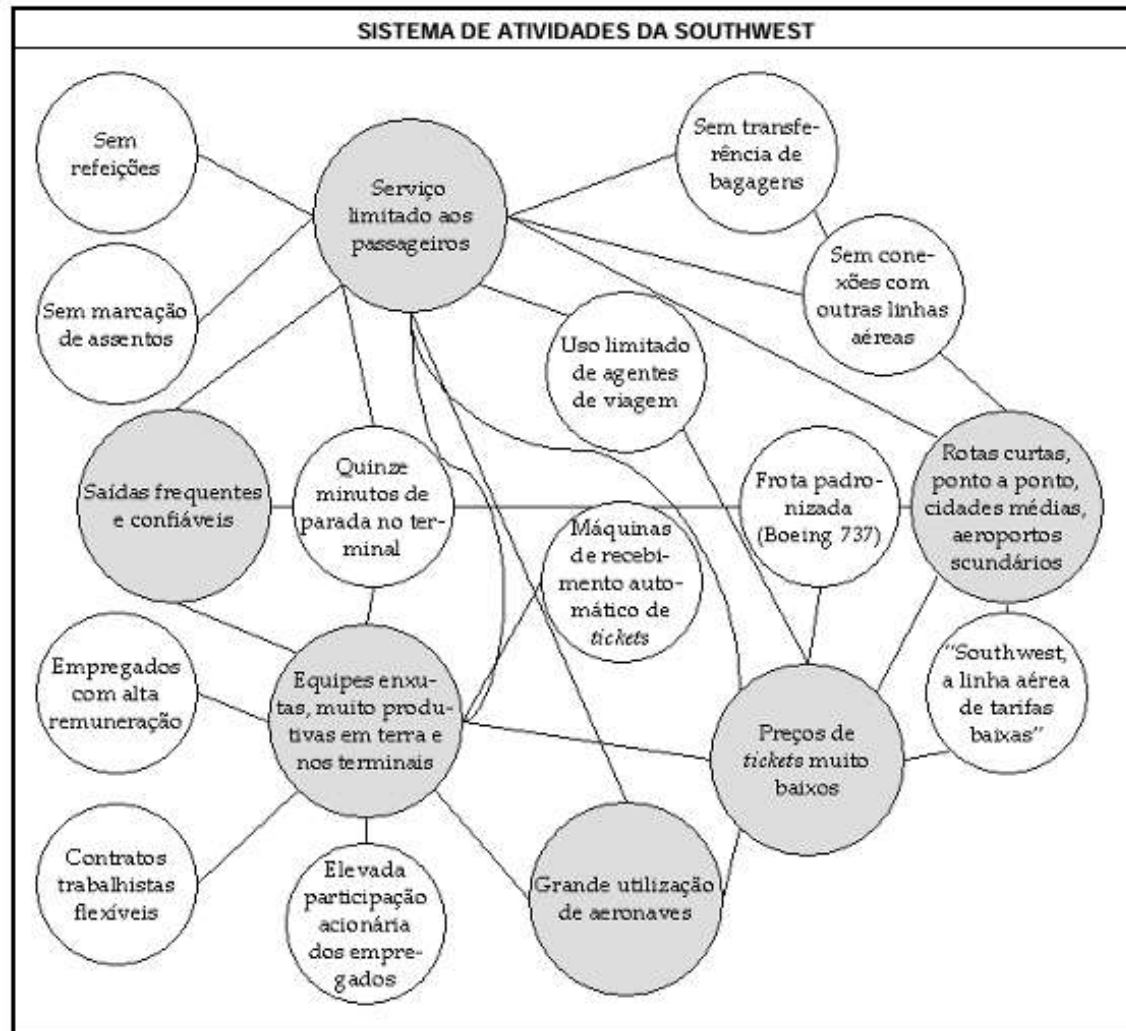 SISTEMA DE ATIVIDADES DA SOUTHWEST
Sem
refeições
Serviço
limitado aos
passageiros
Sem transfe-
rência de
bagagens
Sem marcação
de assentos
Sem cone-
xões com
outras linhas
aéreas
Uso limitado
de agentes
de viagem
Saídas frequentes
e confiáveis
Quinze
minutos de
parada no ter-
minal
Máquinas
de recebi-
mento auto-
mático de
tickets
Frota padro-
nizada
(Boeing 737)
Rotas curtas,
ponto a ponto,
cidades médias,
aeroportos
scundários
Empregados
com alta
remuneração
Equipes enxu-
tas, muito produ-
tivas em terra e
nos terminais
Preços de
tickets muito
baixos
"Southwest,
a linha aérea
de tarifas
baixas"
Contratos
trabalhistas
flexíveis
Elevada
participação
acionária
dos empre-
gados
Grande utilização
de aeronaves